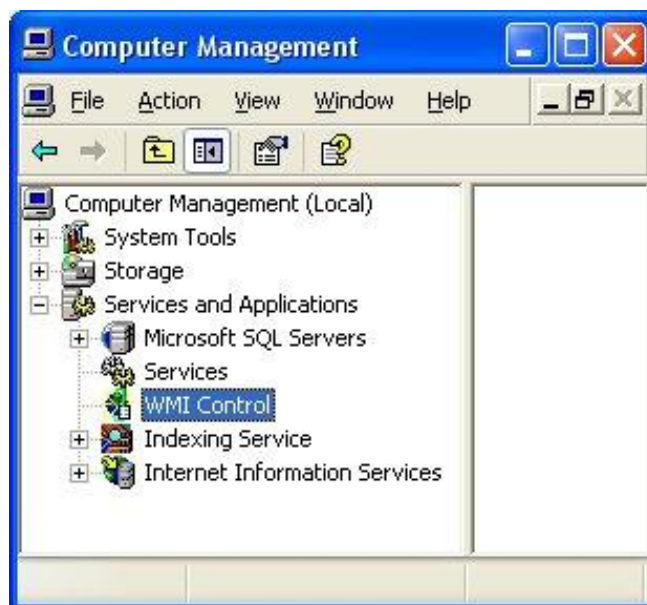 Computer Management
File Action View Window Help
Computer Management (Local)
System Tools
Storage
Services and Applications
Microsoft SQL Servers
Services
WMI Control
Indexing Service
Internet Information Services